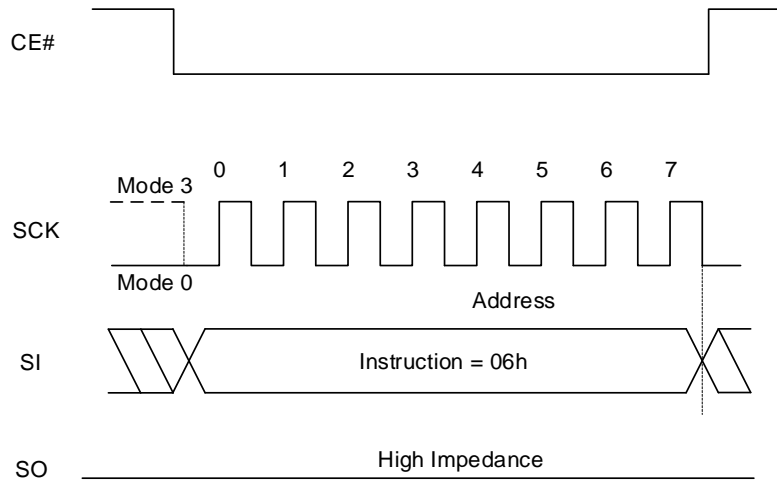 CE#
0 1 2 3 4 5 6 7
Mode 3
SCK
Mode 0
Address
SI
Instruction = 06h
High Impedance
SO